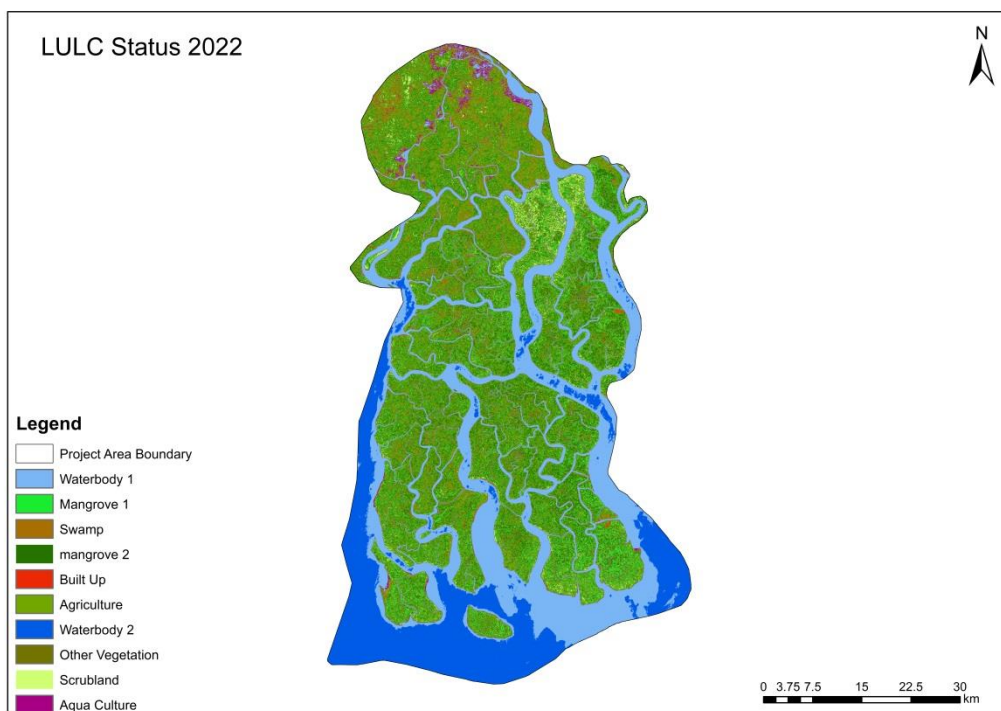 LULC Status 2022
N
Legend
Project Area Boundary
Waterbody 1
Mangrove 1
Swamp
mangrove 2
Built Up
Agriculture
Waterbody 2
Other Vegetation
Scrubland
Aqua Culture
0 3.75 7.5 15 22.5 30
km